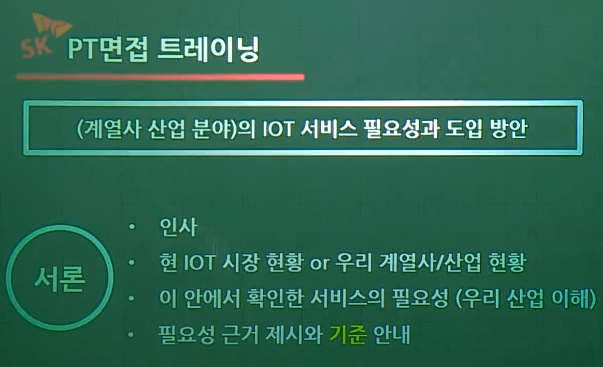 SK
PT면접 트레이닝
(계열사 산업 분야)의 IOT 서비스 필요성과 도입 방안
서론
• 인사
• 현 IOT 시장 현황 or 우리 계열사/산업 현황
• 이 안에서 확인한 서비스의 필요성 (우리 산업 이해)
• 필요성 근거 제시와 기준 안내